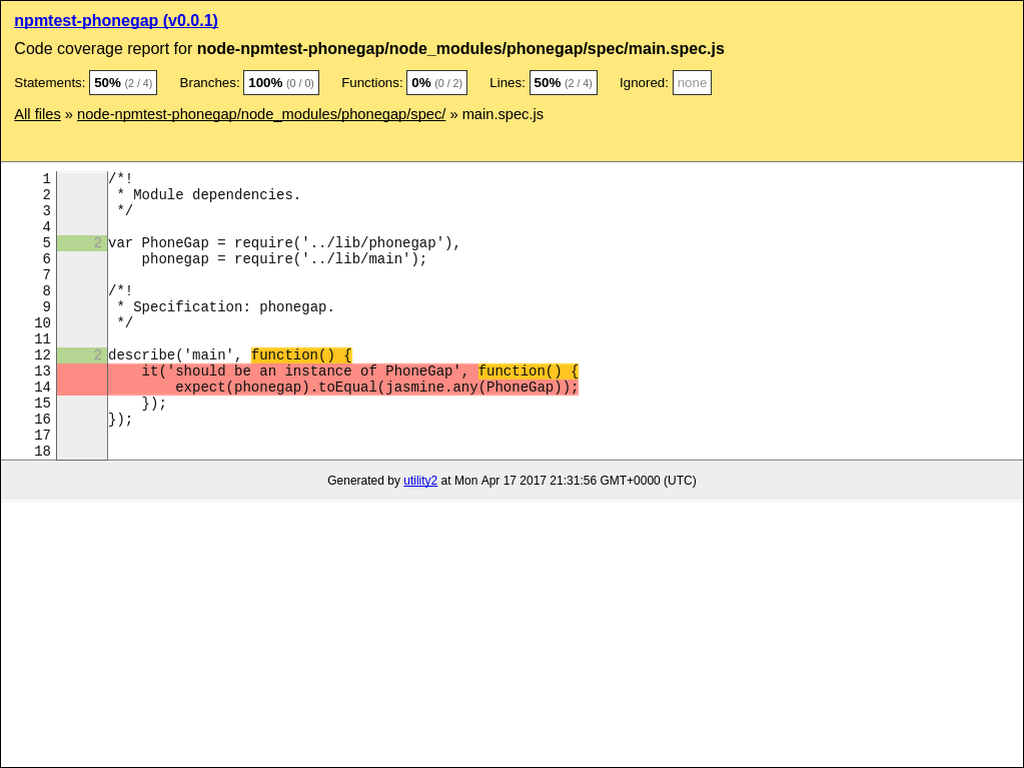 npmtest-phonegap (v0.0.1)
Code coverage report for node-npmtest-phonegap/node_modules/phonegap/spec/main.spec.js
Statements: 50% (2 / 4) Branches: 100% (0 / 0) Functions: 0% (0 / 2) Lines: 50% (2 / 4) Ignored: none
All files » node-npmtest-phonegap/node_modules/phonegap/spec/ » main.spec.js
1 /*!
2  * Module dependencies.
3  */
4
5 2 var PhoneGap = require('../lib/phonegap'),
6     phonegap = require('../lib/main');
7
8 /*!
9  * Specification: phonegap.
10  */
11
12 2 describe('main', function() {
13     it('should be an instance of PhoneGap', function() {
14         expect(phonegap).toEqual(jasmine.any(PhoneGap));
15     });
16 });
17
18
Generated by utility2 at Mon Apr 17 2017 21:31:56 GMT+0000 (UTC)